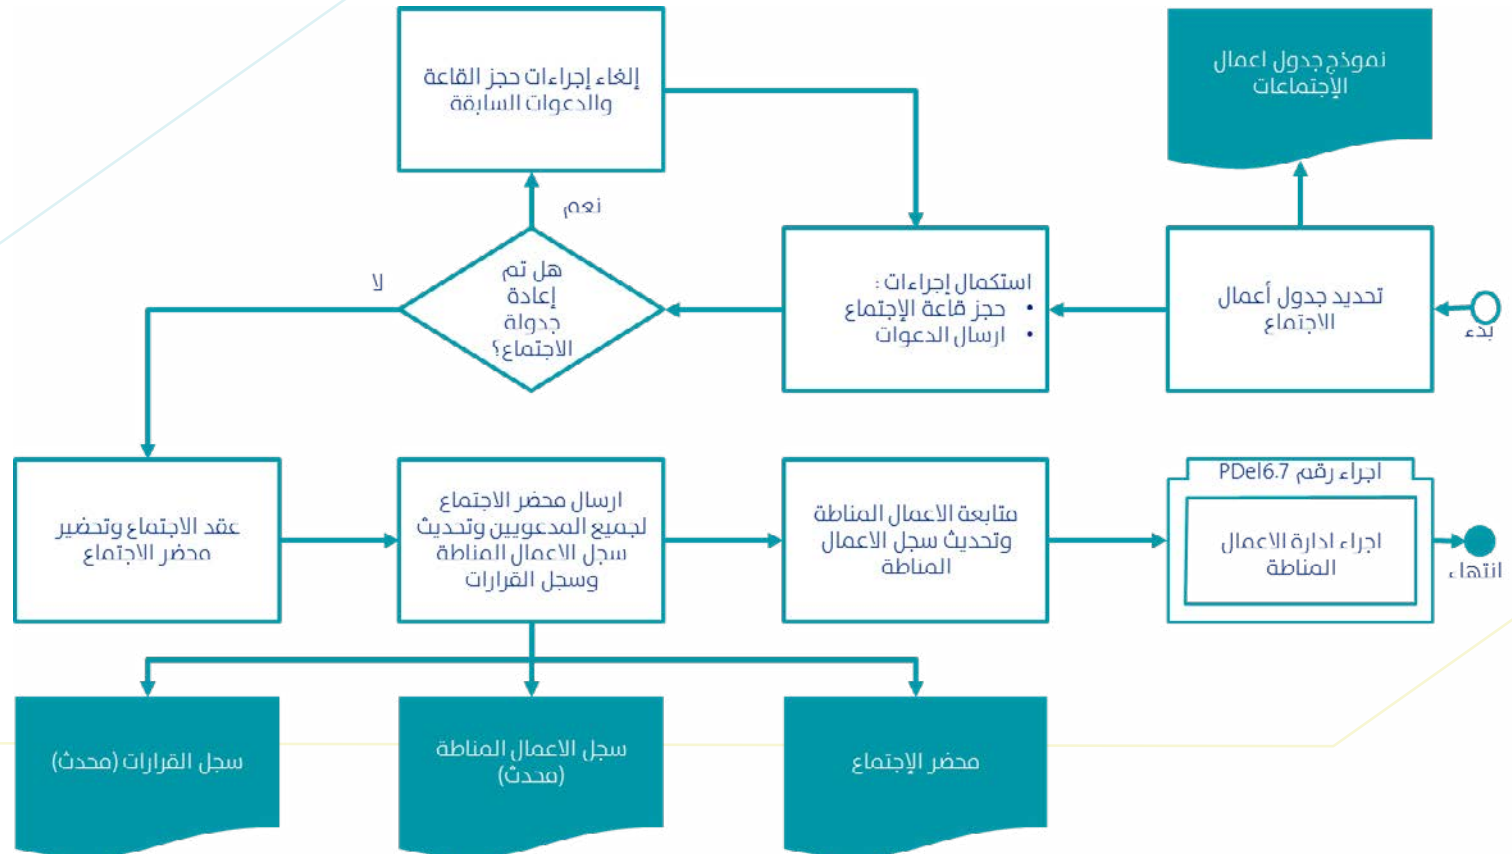 نموذج جدول اعمال
الإجتماعات
إلغاء إجراءات حجز القاعة
والدعوات السابقة
نعم
لا
بدء
تحديد جدول أعمال
الاجتماع
استكمال إجراءات :
• حجز قاعة الإجتماع
• ارسال الدعوات
هل تم
إعادة
جدولة
الاجتماع؟
عقد الاجتماع وتحضير
محضر الاجتماع
ارسال محضر الاجتماع
لجميع المدعويين وتحديث
سجل الاعمال المناطة
وسجل القرارات
متابعة الاعمال المناطة
وتحديث سجل الاعمال
المناطة
اجراء رقم PDel6.7
اجراء ادارة الاعمال
المناطة
انتهاء
محضر الإجتماع
سجل الاعمال المناطة
(محدث)
سجل القرارات (محدث)